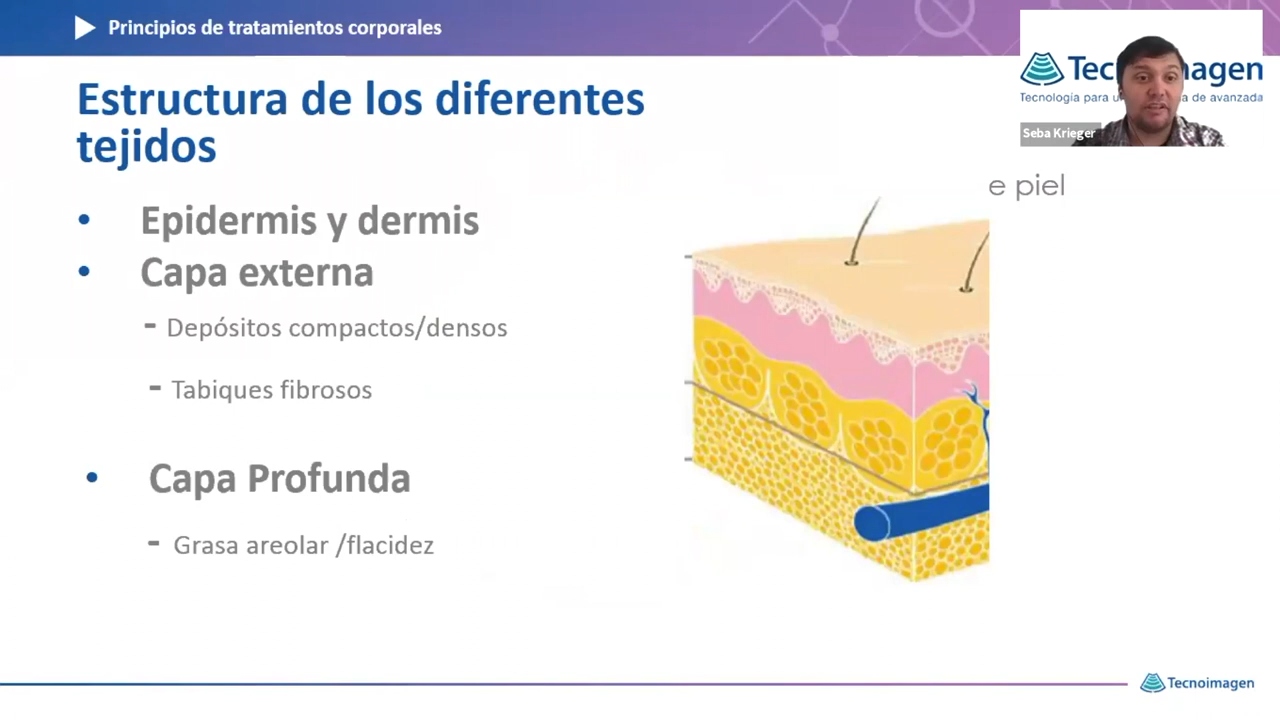 Principios de tratamientos corporales
Estructura de los diferentes
tejidos
• Epidermis y dermis
• Capa externa
- Depósitos compactos/densos
- Tabiques fibrosos
• Capa Profunda
- Grasa areolar /flacidez
e piel
Seba Krieger
Tecnoimagen